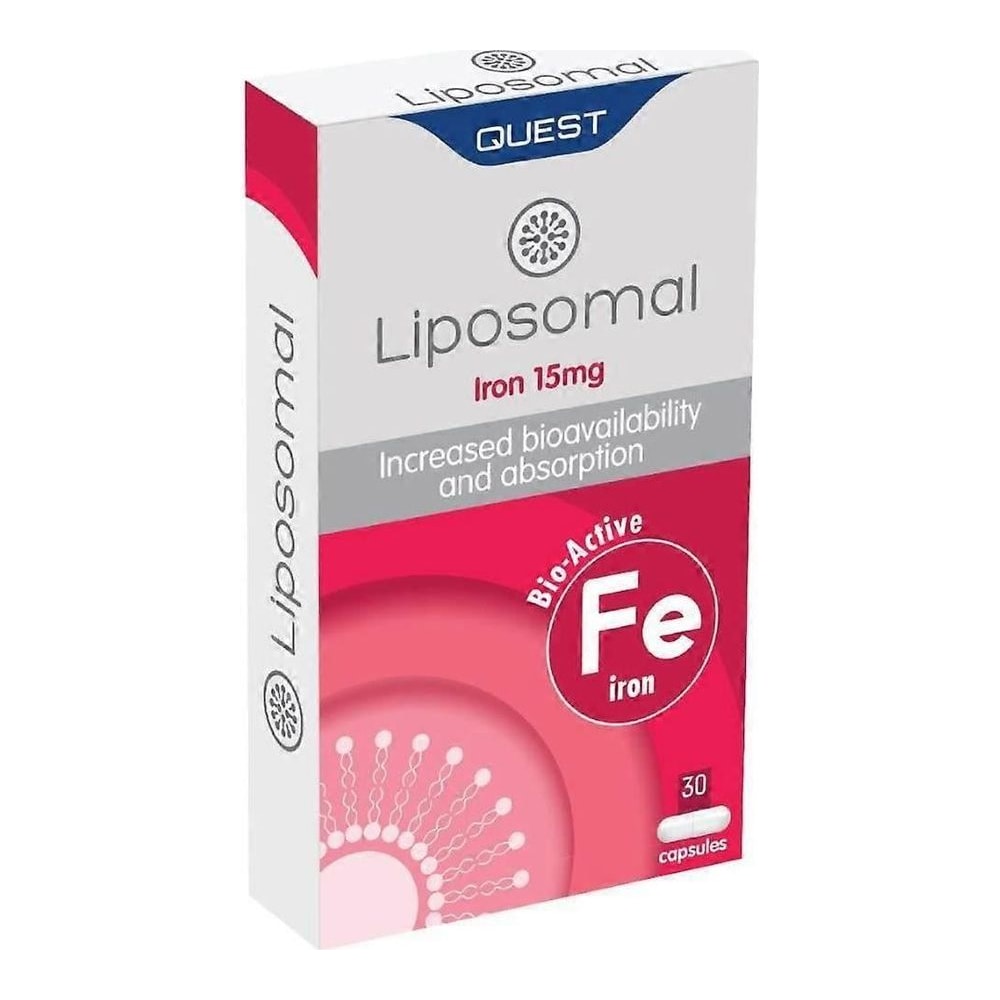 Liposomal
QUEST
Liposomal
Iron 15mg
Increased bioavailability
and absorption
Bio-Active
Fe
iron
30
capsules
Liposomal